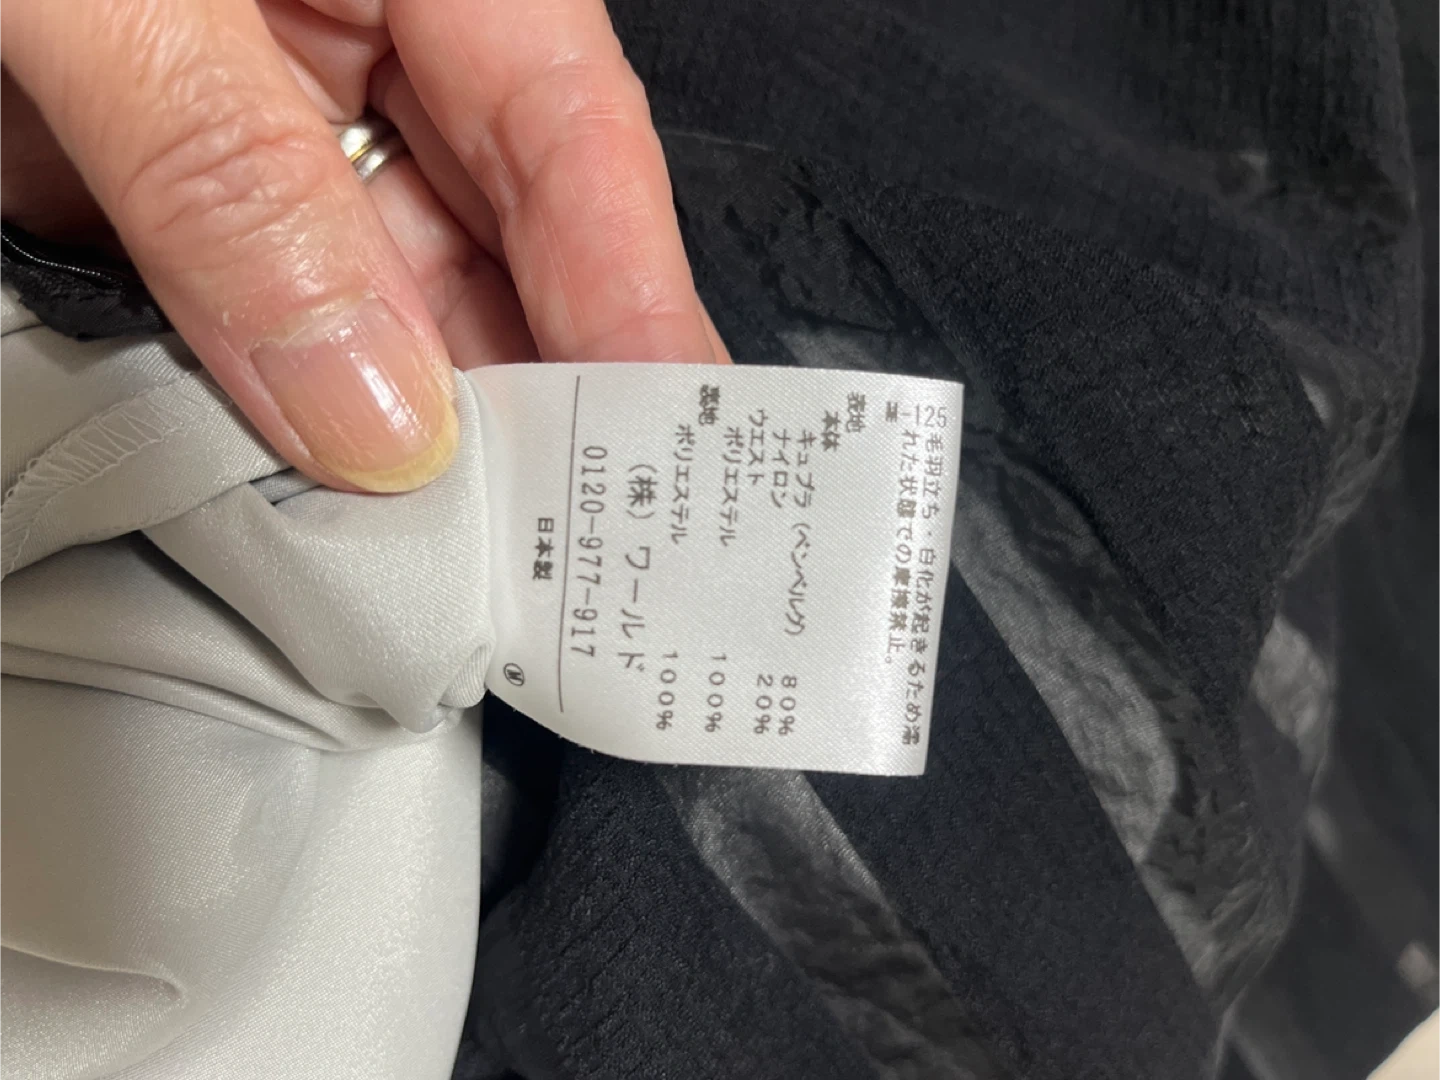 -125毛羽立ち・白化が起きるため濡
れた状態での摩擦禁止。
表地
本体
キュプラ（ベンベルグ） 80%
ナイロン 20%
ウエスト
ポリエステル 100%
裏地
ポリエステル 100%
（株）ワールド
0120-977-917
日本製
W